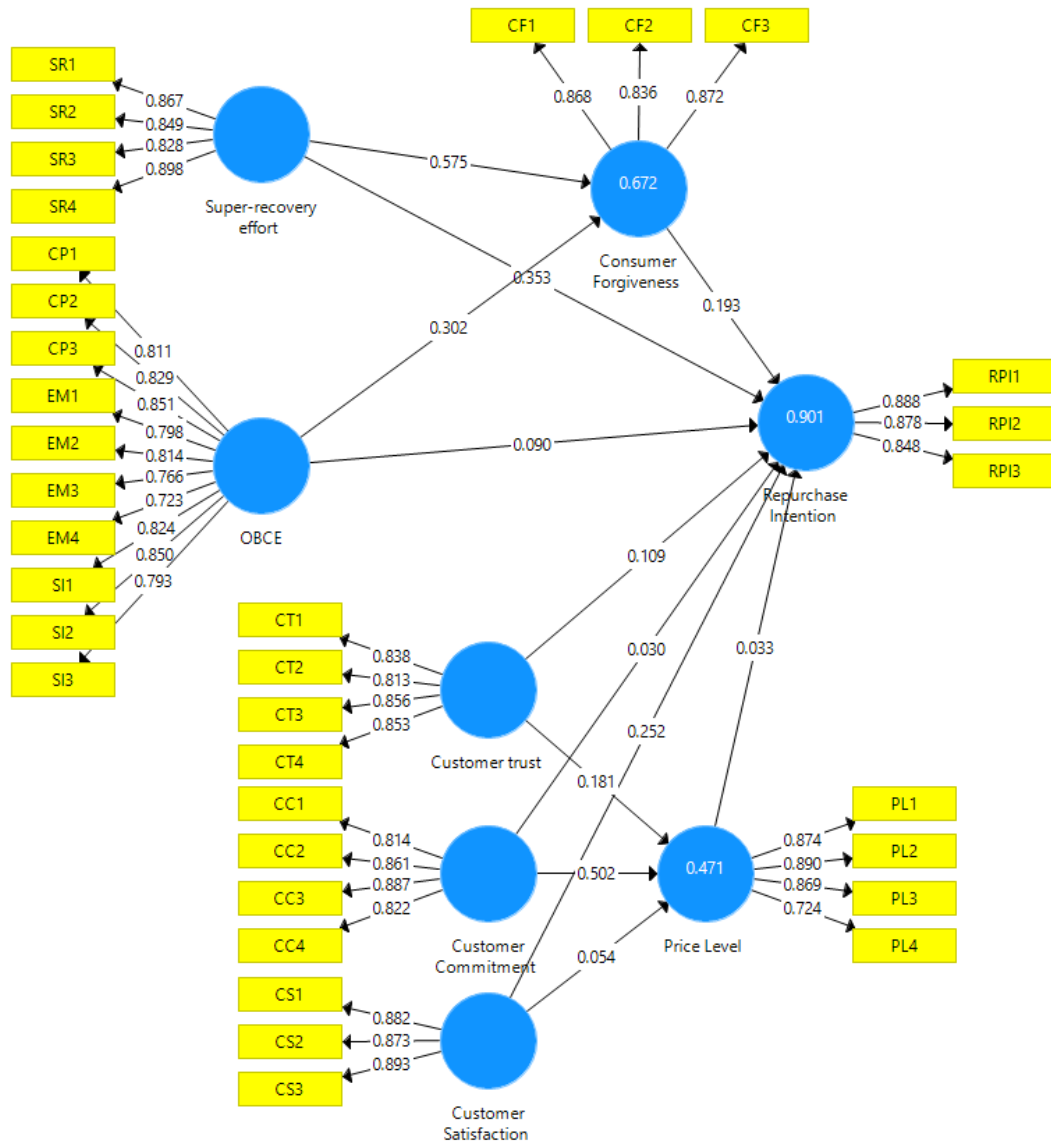 CF1
CF2
CF3
0.868
0.836
0.872
SR1
SR2
SR3
SR4
0.867
0.849
0.828
0.898
Super-recovery
effort
0.575
0.672
Consumer
Forgiveness
0.353
0.302
0.193
CP1
CP2
CP3
EM1
EM2
EM3
EM4
SI1
SI2
SI3
0.811
0.829
0.851
0.798
0.814
0.766
0.723
0.824
0.850
0.793
OBCE
0.090
0.901
Repurchase
Intention
0.888
0.878
0.848
RPI1
RPI2
RPI3
0.109
0.030
0.033
0.252
CT1
CT2
CT3
CT4
0.838
0.813
0.856
0.853
Customer trust
0.181
CC1
CC2
CC3
CC4
0.814
0.861
0.887
0.822
Customer
Commitment
0.502
0.471
Price Level
0.054
0.874
0.890
0.869
0.724
PL1
PL2
PL3
PL4
CS1
CS2
CS3
0.882
0.873
0.893
Customer
Satisfaction